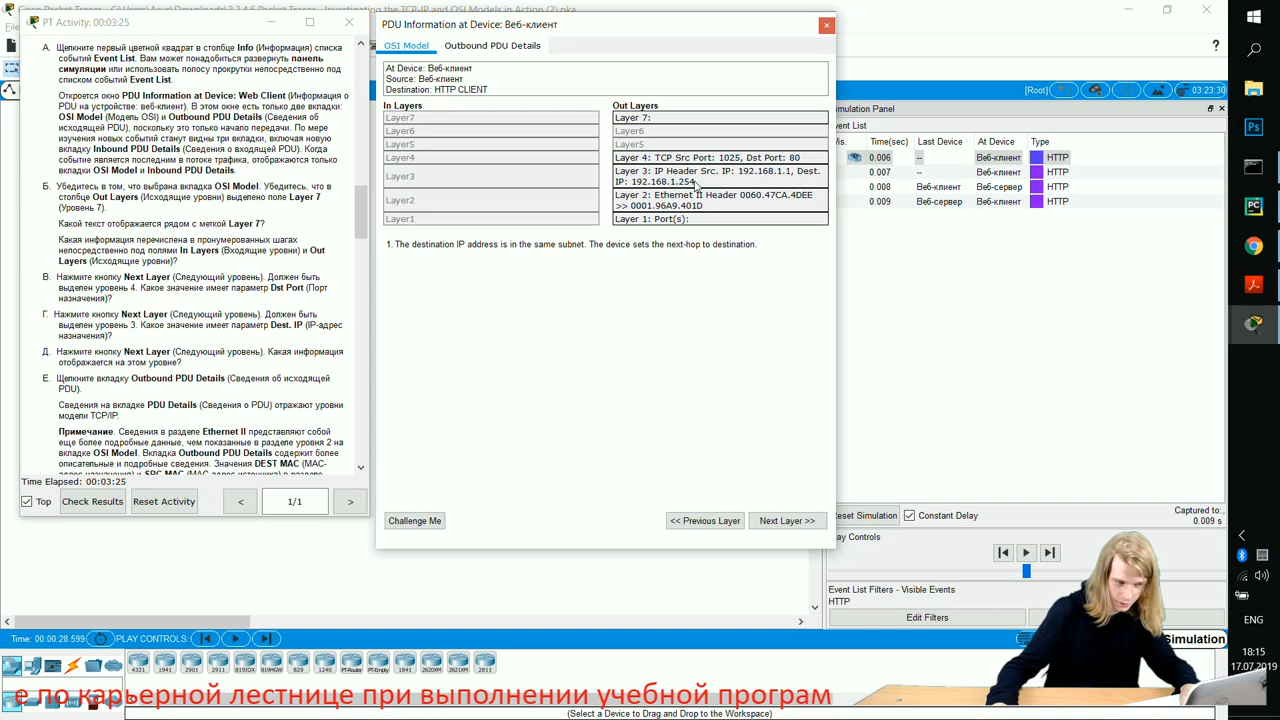 PT Activity: 00:03:25
А. Щелкните первый цветной квадрат в столбце Info (Информация) списка
событий Event List. Вам может понадобиться разверните панель
симуляции или использовать полосу прокрутки непосредственно под
списком событий Event List.
Откроется окно PDU Information at Device: Web Client (Информация о
PDU на устройстве: веб-клиент). В этом окне есть только две вкладки:
OSI Model (Модель OSI) и Outbound PDU Details (Сведения об
исходящей PDU), поскольку это только начало передачи. По мере
изучения новых событий станут видны три вкладки, включая новую
вкладку Inbound PDU Details (Сведения о входящей PDU). Когда
событие является последним в потоке трафика, отображаются только
вкладки OSI Model и Inbound PDU Details.
Б. Убедитесь в том, что выбрана вкладка OSI Model. Убедитесь, что в
столбце Out Layers (Исходящие уровни) выделено поле Layer 7
(Уровень 7).
Какой текст отображается рядом с меткой Layer 7?
Какая информация перечислена в пронумерованных шагах
непосредственно под полями In Layers (Входящие уровни) и Out
Layers (Исходящие уровни)?
В. Нажмите кнопку Next Layer (Следующий уровень). Должен быть
выделен уровень 4. Какое значение имеет параметр Dst Port (Порт
назначения)?
Г. Нажмите кнопку Next Layer (Следующий уровень). Должен быть
выделен уровень 3. Какое значение имеет параметр Dest. IP (IP-адрес
назначения)?
Д. Нажмите кнопку Next Layer (Следующий уровень). Какая информация
отображается на этом уровне?
Е. Щелкните вкладку Outbound PDU Details (Сведения об исходящей
PDU).
Сведения на вкладке PDU Details (Сведения о PDU) отражают уровни
модели TCP/IP.
Примечание. Сведения в разделе Ethernet II представляют собой
еще более подробные данные, чем показанные в разделе уровня 2 на
вкладке OSI Model. Вкладка Outbound PDU Details содержит более
описательные и подробные сведения. Значения DEST MAC (MAC-
Time Elapsed: 00:03:25
Top
Check Results
Reset Activity
<
1/1
>
PDU Information at Device: Веб-клиент
OSI Model
Outbound PDU Details
At Device: Веб-клиент
Source: Веб-клиент
Destination: HTTP CLIENT
In Layers
Layer7
Layer6
Layer5
Layer4
Layer3
Layer2
Layer1
Out Layers
Layer 7:
Layer6
Layer5
Layer 4: TCP Src Port: 1025, Dst Port: 80
Layer 3: IP Header Src. IP: 192.168.1.1, Dest.
IP: 192.168.1.254
Layer 2: Ethernet II Header 0060.47CA.4DEE
>> 0001.96A9.401D
Layer 1: Port(s):
1. The destination IP address is in the same subnet. The device sets the next-hop to destination.
Challenge Me
<< Previous Layer
Next Layer >>
?
[Root]
03:23:30
imulation Panel
ent List
is.
Time(sec)
Last Device
At Device
Type
0.006
--
Веб-клиент
HTTP
0.007
--
Веб-клиент
HTTP
0.008
Веб-клиент
Веб-сервер
HTTP
0.009
Веб-сервер
Веб-клиент
HTTP
eset Simulation
Constant Delay
Captured to:
0.009 s
ay Controls
Event List Filters - Visible Events
HTTP
Edit Filters
Time: 00:00:28.599
PLAY CONTROLS:
Simulation
4321
1941
2901
2911
819IOX
819HGW
829
1240
PT-Router
PT-Empty
1841
2620XM
2621XM
2811
е по карьерной лестнице при выполнении учебной програм
(Select a Device to Drag and Drop to the Workspace)
ENG
18:15
17.07.2019